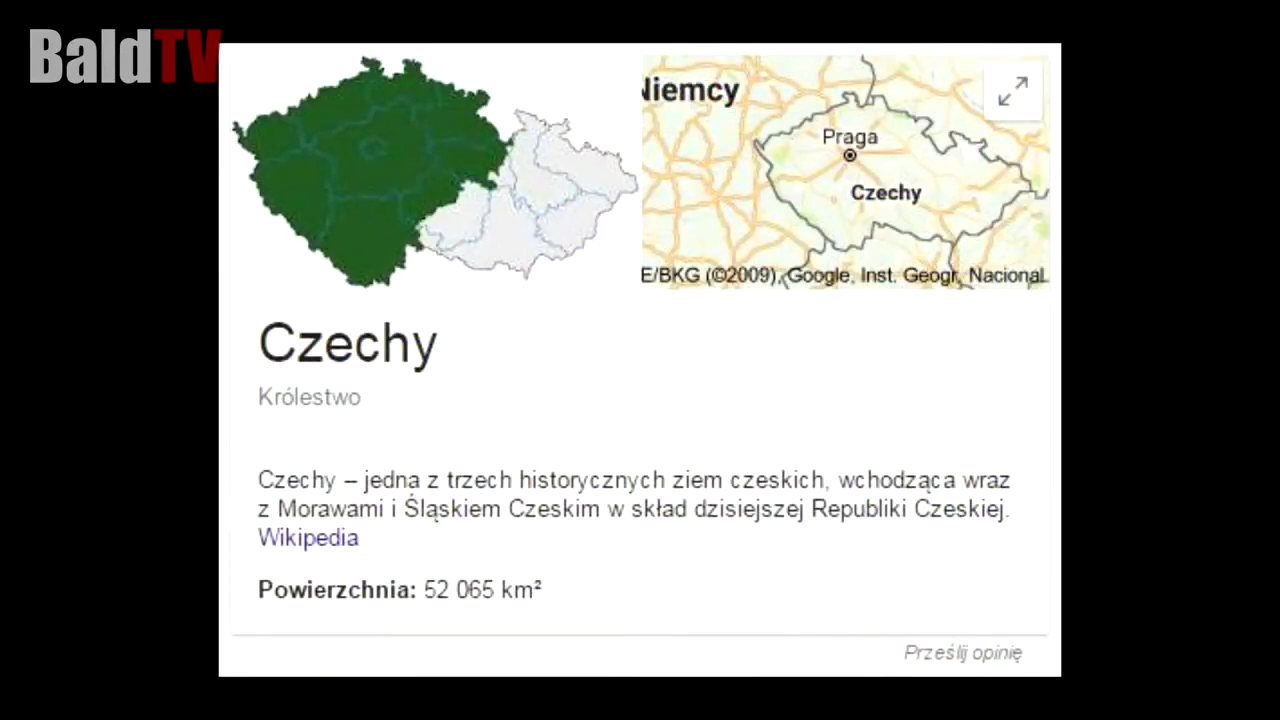 BaldTV
Niemcy
Praga
Czechy
E/BKG (©2009), Google, Inst. Geogr. Nacional
Czechy
Królestwo
Czechy – jedna z trzech historycznych ziem czeskich, wchodząca wraz
z Morawami i Śląskiem Czeskim w skład dzisiejszej Republiki Czeskiej.
Wikipedia
Powierzchnia: 52 065 km²
Prześlij opinię